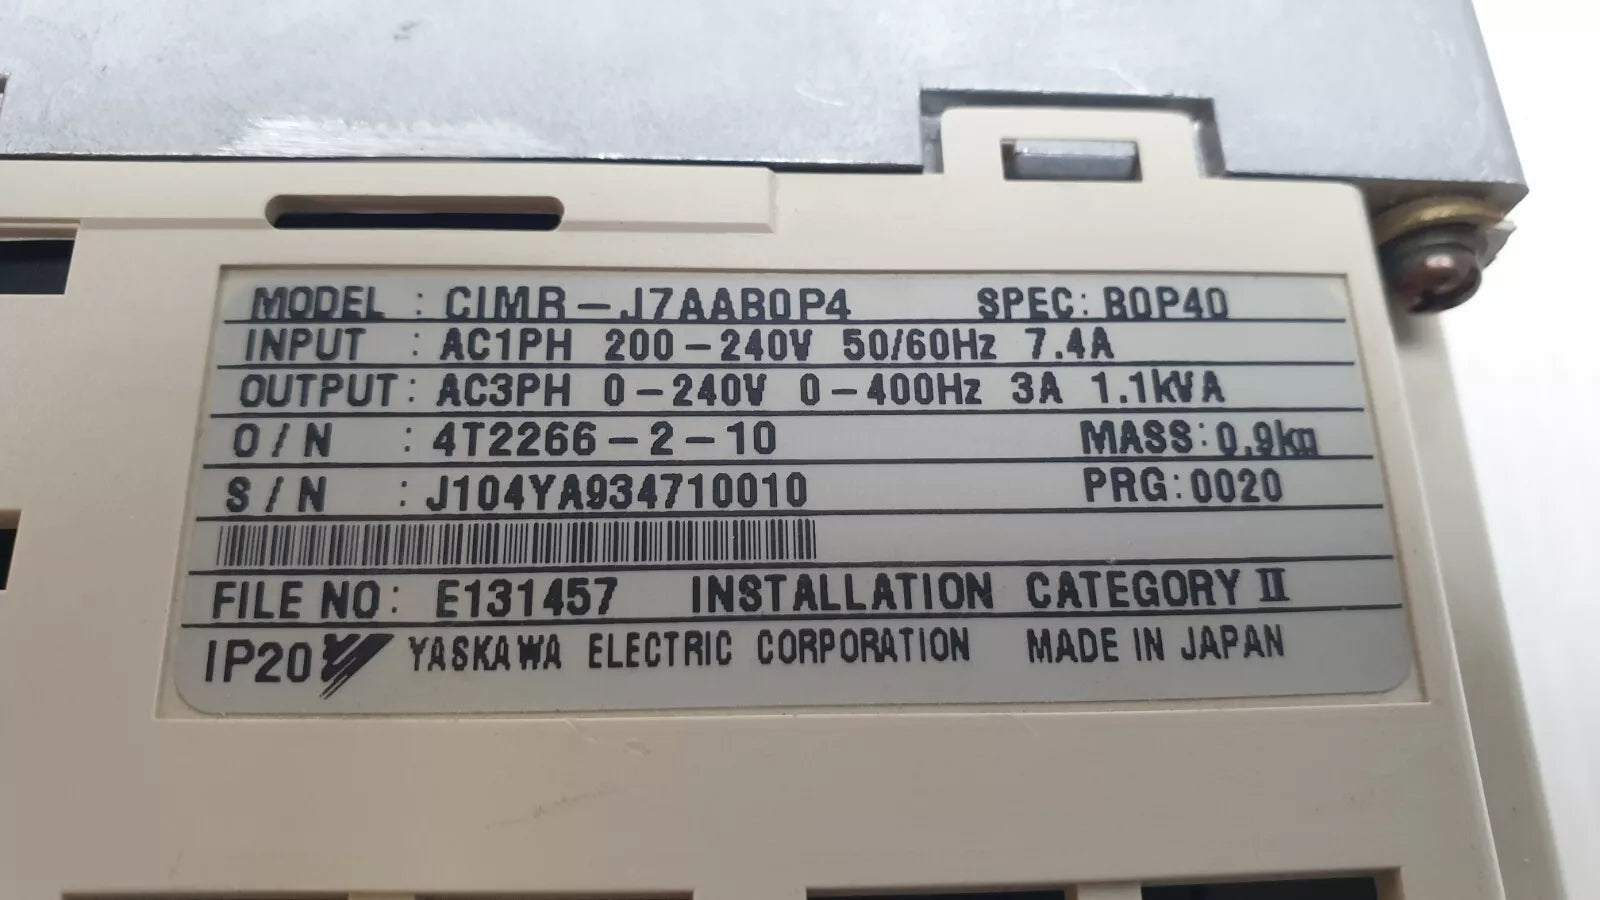 MODEL : CIMR-J7AAB0P4 SPEC: B0P40
INPUT : AC1PH 200-240V 50/60Hz 7.4A
OUTPUT: AC3PH 0-240V 0-400Hz 3A 1.1kVA
O/N : 4T2266-2-10 MASS: 0.9kg
S/N : J104YA934710010 PRG: 0020
FILE NO: E131457 INSTALLATION CATEGORY II
IP20 YASKAWA ELECTRIC CORPORATION MADE IN JAPAN